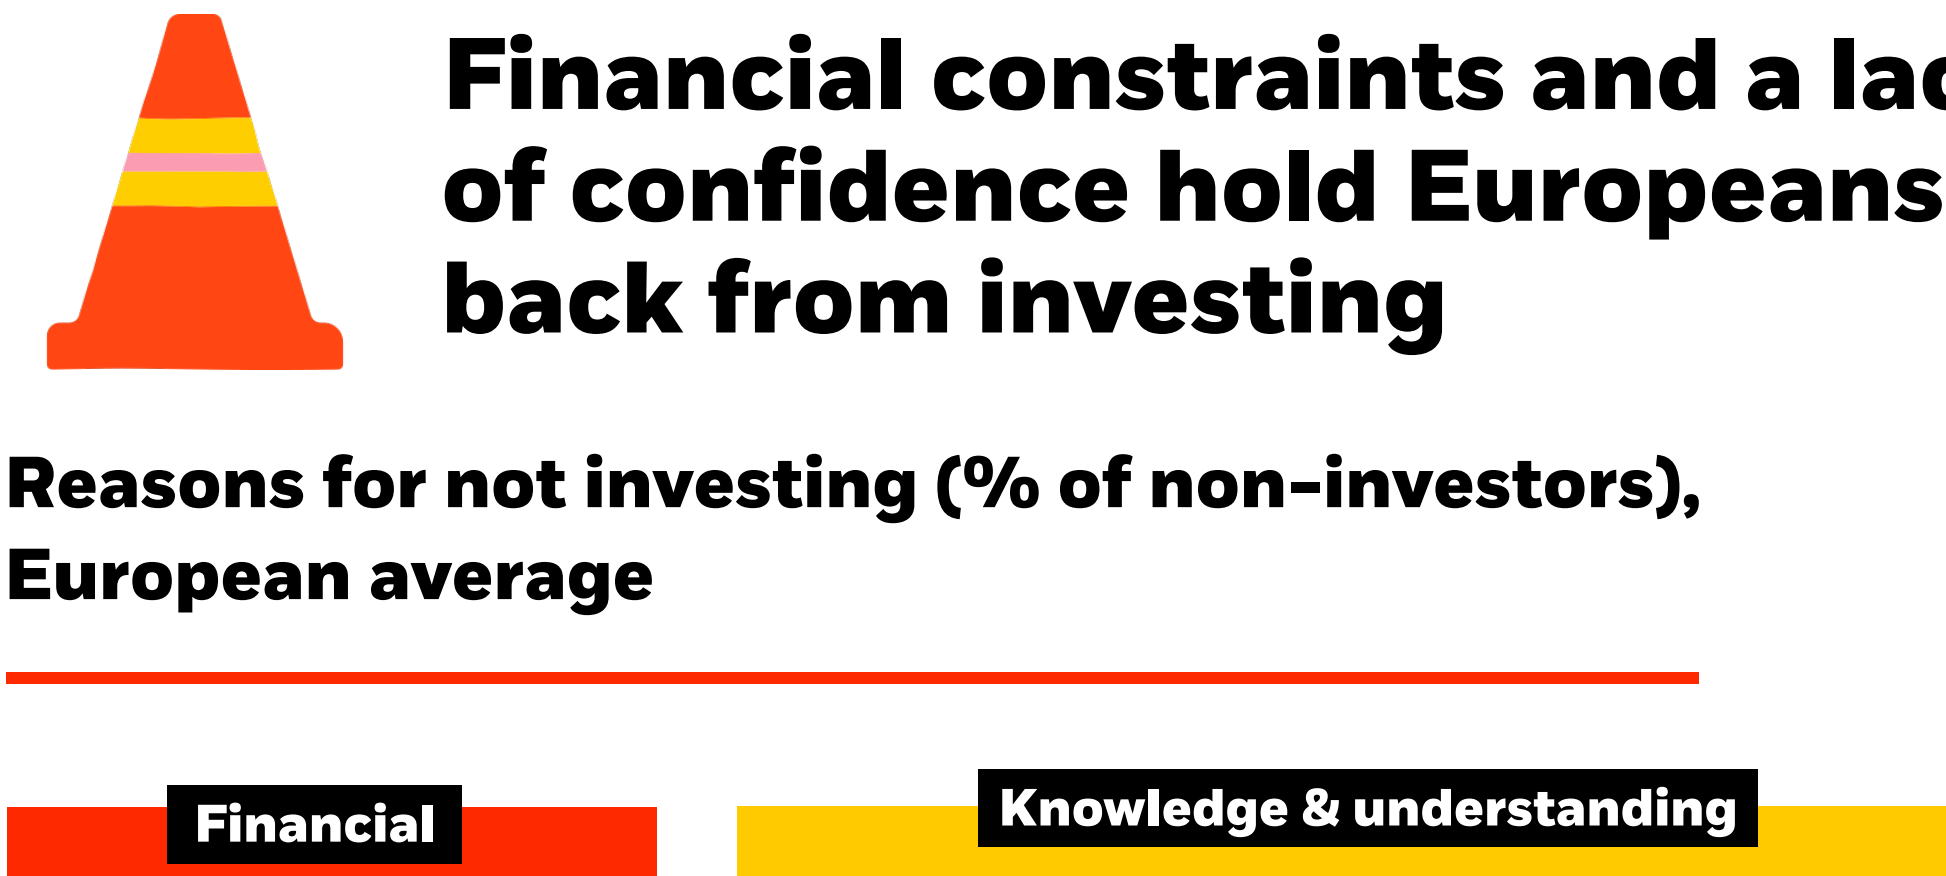 Financial constraints and a
of confidence hold Europeans
back from investing
Reasons for not investing (% of non-investors),
European average
Financial
Knowledge & understanding